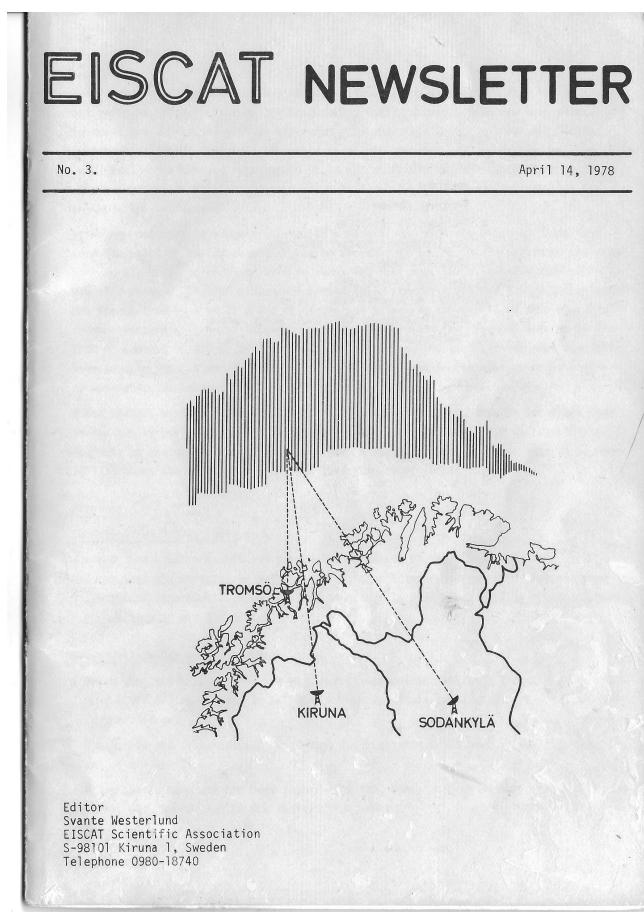 EISCAT NEWSLETTER
No. 3. April 14, 1978
TROMSÖ
KIRUNA
SODANKYLÄ
Editor
Svante Westerlund
EISCAT Scientific Association
S-98101 Kiruna 1, Sweden
Telephone 0980-18740